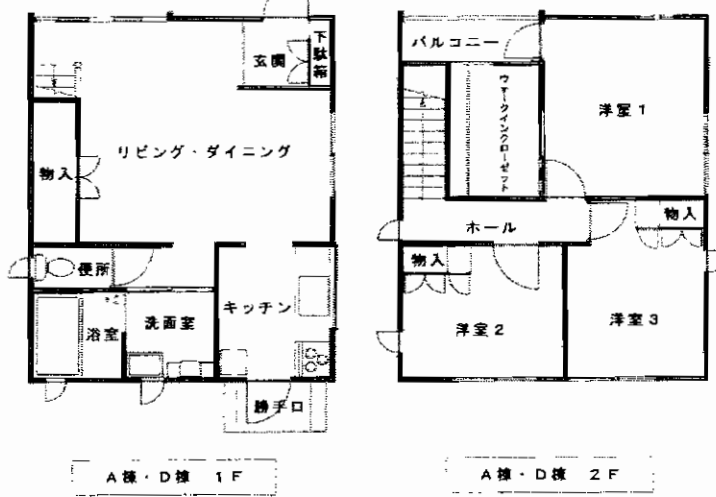 下駄箱
玄関
リビング・ダイニング
物入
便所
キッチン
浴室
洗面室
勝手口
A棟・D棟 1F
バルコニー
ウォークインクローゼット
洋室1
物入
ホール
物入
洋室2
洋室3
A棟・D棟 2F